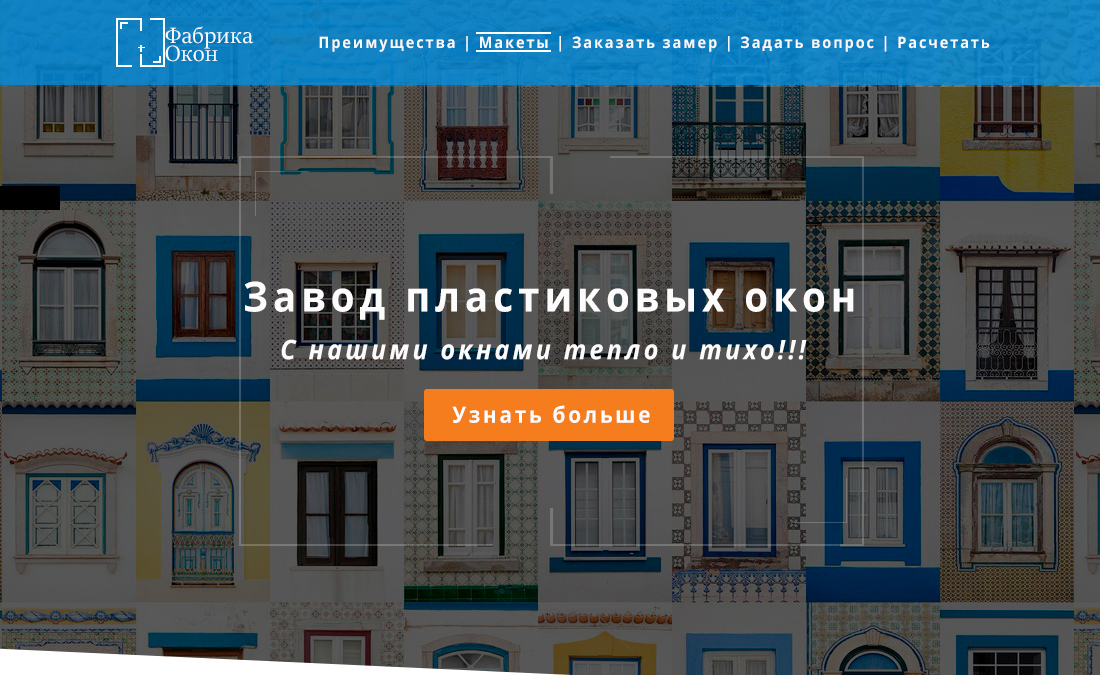 Фабрика
Окон
Преимущества | Макеты | Заказать замер | Задать вопрос | Расчетать
Завод пластиковых окон
С нашими окнами тепло и тихо!!!
Узнать больше